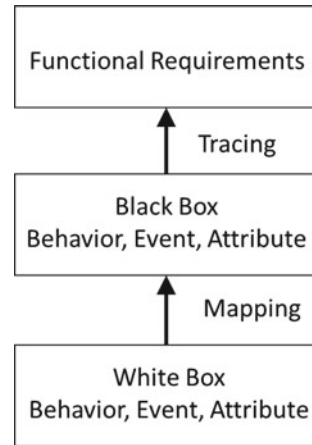 Functional Requirements
Tracing
Black Box
Behavior, Event, Attribute
Mapping
White Box
Behavior, Event, Attribute